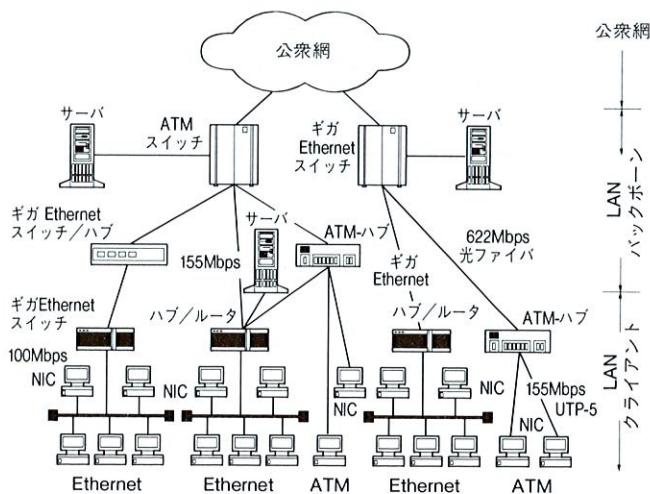 公衆網
公衆網
サーバ
ATM
スイッチ
ギガ
Ethernet
スイッチ
サーバ
LAN
バックボーン
ギガ Ethernet
スイッチ/ハブ
サーバ
155Mbps
ATM-ハブ
ギガ
Ethernet
622Mbps
光ファイバ
ギガEthernet
スイッチ
ハブ/ルータ
ハブ/ルータ
ATM-ハブ
LAN
クライアント
100Mbps
NIC
NIC
NIC
NIC
NIC
155Mbps
UTP-5
Ethernet
Ethernet
ATM
Ethernet
ATM